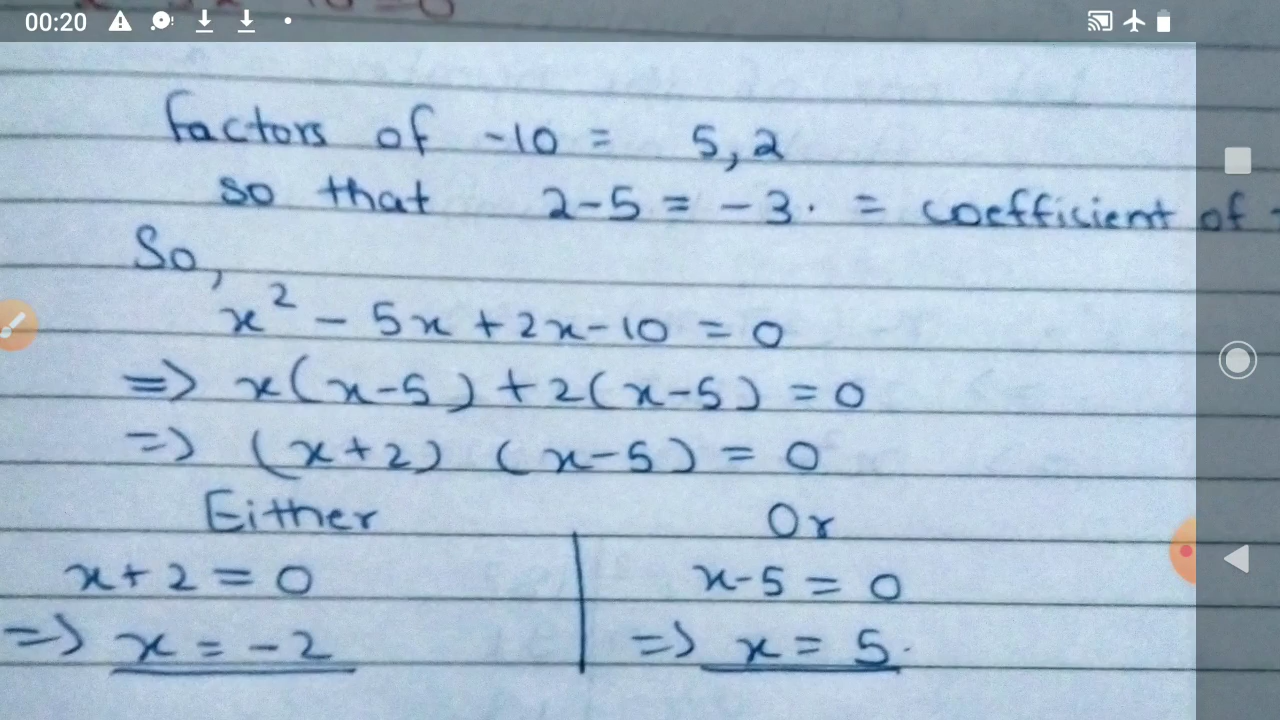 00:20
factors of -10 = 5, 2
so that 2-5 = -3. = coefficient of
So,
x² - 5x + 2x - 10 = 0
=> x(x-5) + 2(x-5) = 0
=> (x+2) (x-5) = 0
Either Or
x+2 = 0 x-5 = 0
=> x = -2 => x = 5.